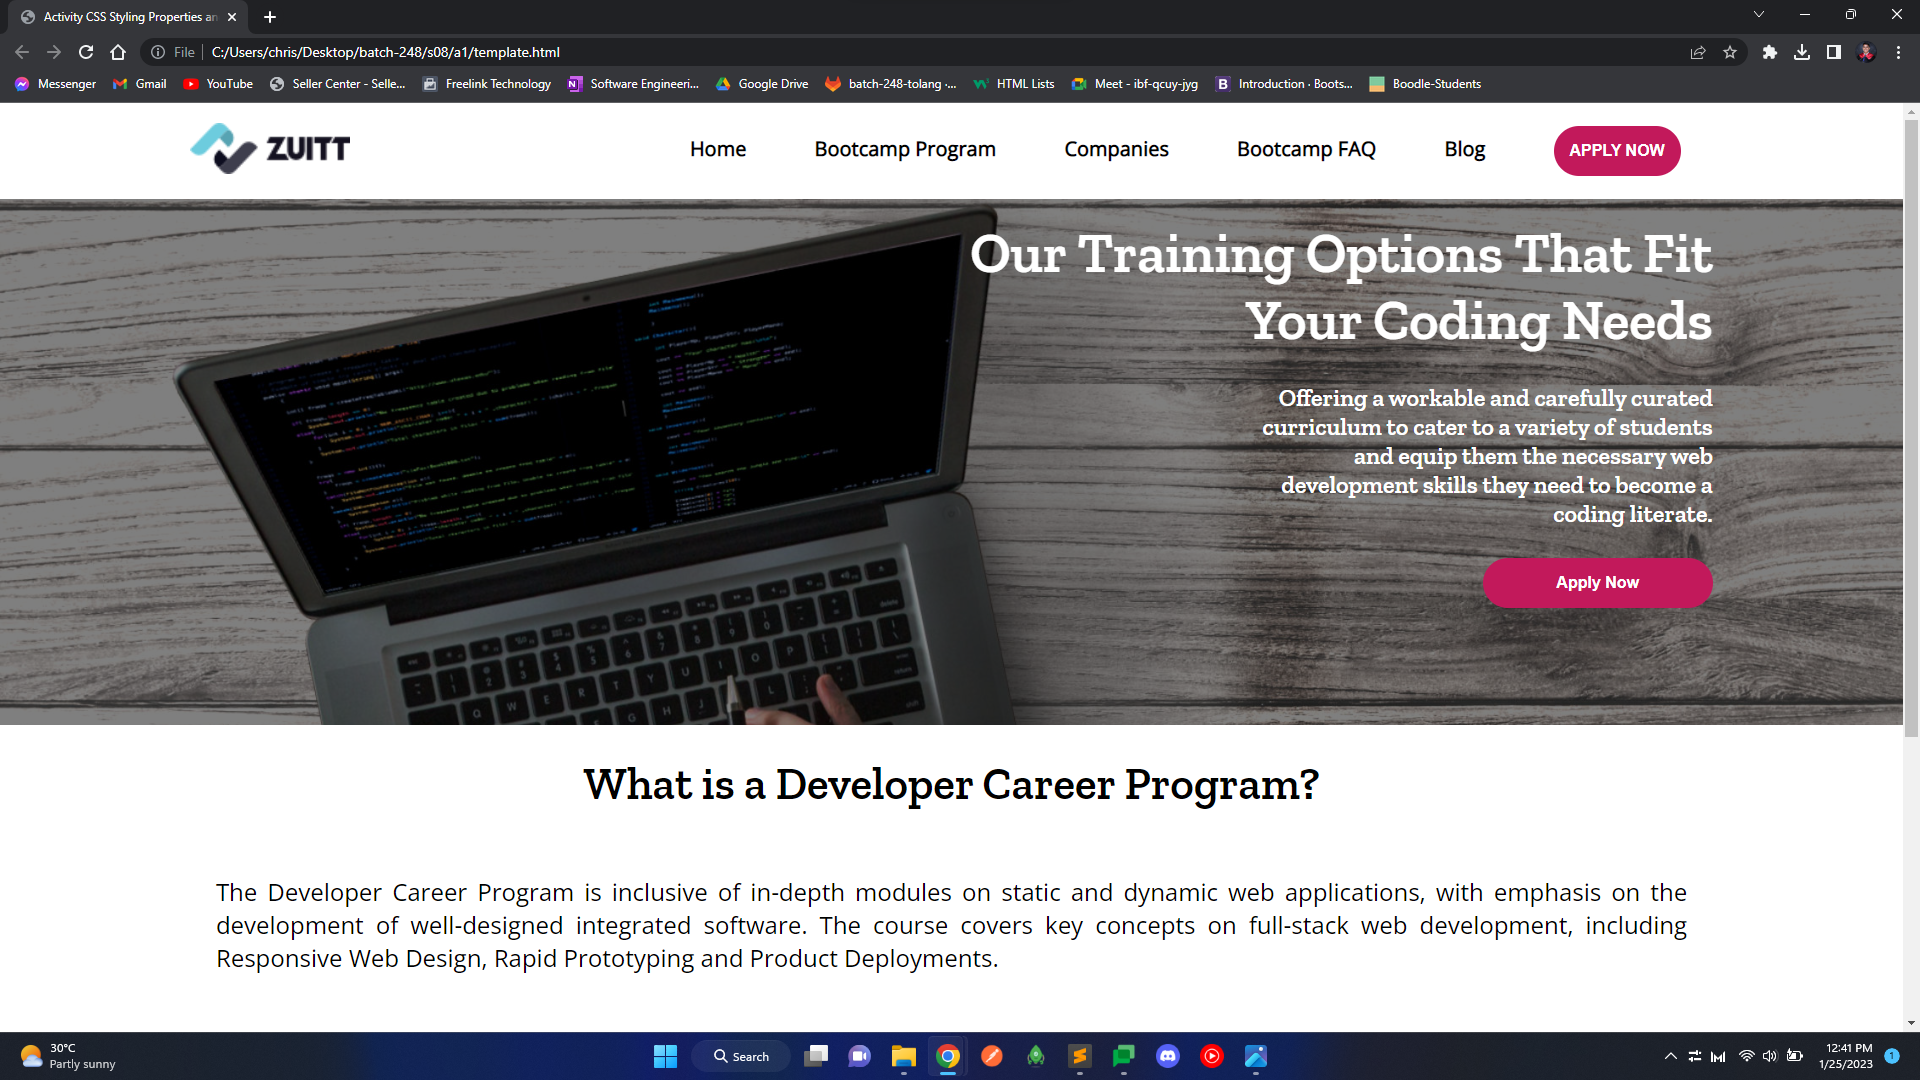 Activity CSS Styling Properties an
File
C:/Users/chris/Desktop/batch-248/s08/a1/template.html
Messenger
Gmail
YouTube
Seller Center - Selle...
Freelink Technology
Software Engineeri...
Google Drive
batch-248-tolang ·...
HTML Lists
Meet - ibf-qcuy-jyg
Introduction · Boots...
Boodle-Students
ZUITT
Home
Bootcamp Program
Companies
Bootcamp FAQ
Blog
APPLY NOW
Our Training Options That Fit
Your Coding Needs
Offering a workable and carefully curated
curriculum to cater to a variety of students
and equip them the necessary web
development skills they need to become a
coding literate.
Apply Now
What is a Developer Career Program?
The Developer Career Program is inclusive of in-depth modules on static and dynamic web applications, with emphasis on the
development of well-designed integrated software. The course covers key concepts on full-stack web development, including
Responsive Web Design, Rapid Prototyping and Product Deployments.
30°C
Partly sunny
Search
12:41 PM
1/25/2023
1